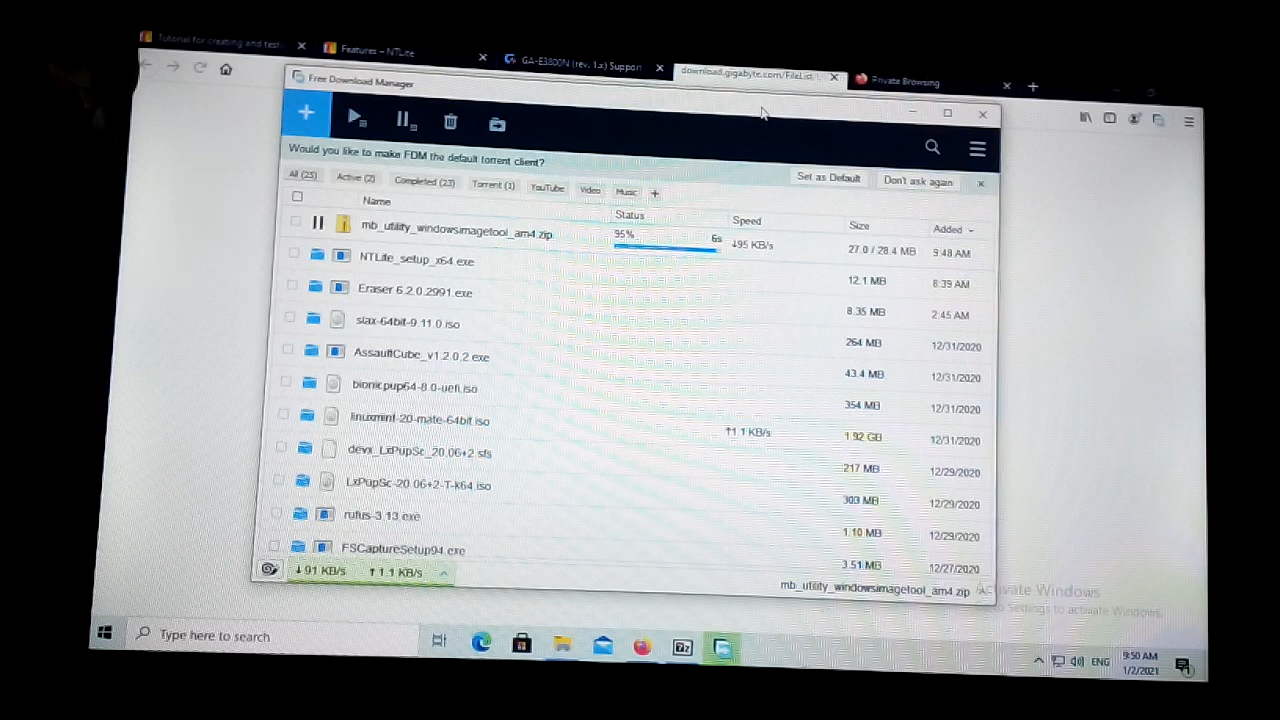 Tutorial for creating and test
Features – NTLite
GA-E3800N (rev. 1.x) Support
download.gigabyte.com/FileList/
Private Browsing
Free Download Manager
Would you like to make FDM the default torrent client?
Set as Default
Don't ask again
All (25)
Active (2)
Completed (23)
Torrent (1)
YouTube
Video
Music
Name
Status
Speed
Size
Added
mb_utility_windowsimagetool_am4.zip
95%
6s
↓95 KB/s
27.0 / 28.4 MB
9:48 AM
NTLite_setup_x64.exe
12.1 MB
8:39 AM
Eraser 6.2.0.2991.exe
8.35 MB
2:45 AM
slax-64bit-9.11.0.iso
264 MB
12/31/2020
AssaultCube_v1.2.0.2.exe
43.4 MB
12/31/2020
bionicpup64-8.0-uefi.iso
354 MB
12/31/2020
linuxmint-20-mate-64bit.iso
↑1.1 KB/s
1.92 GB
12/31/2020
devx_LxPupSc_20.06+2.sfs
217 MB
12/29/2020
LxPupSc-20.06+2-T-k64.iso
303 MB
12/29/2020
rufus-3.13.exe
1.10 MB
12/29/2020
FSCaptureSetup94.exe
3.51 MB
12/27/2020
↓91 KB/s
↑1.1 KB/s
mb_utility_windowsimagetool_am4.zip
Activate Windows
to Settings to activate Windows.
Type here to search
7z
ENG
9:50 AM
1/2/2021
1